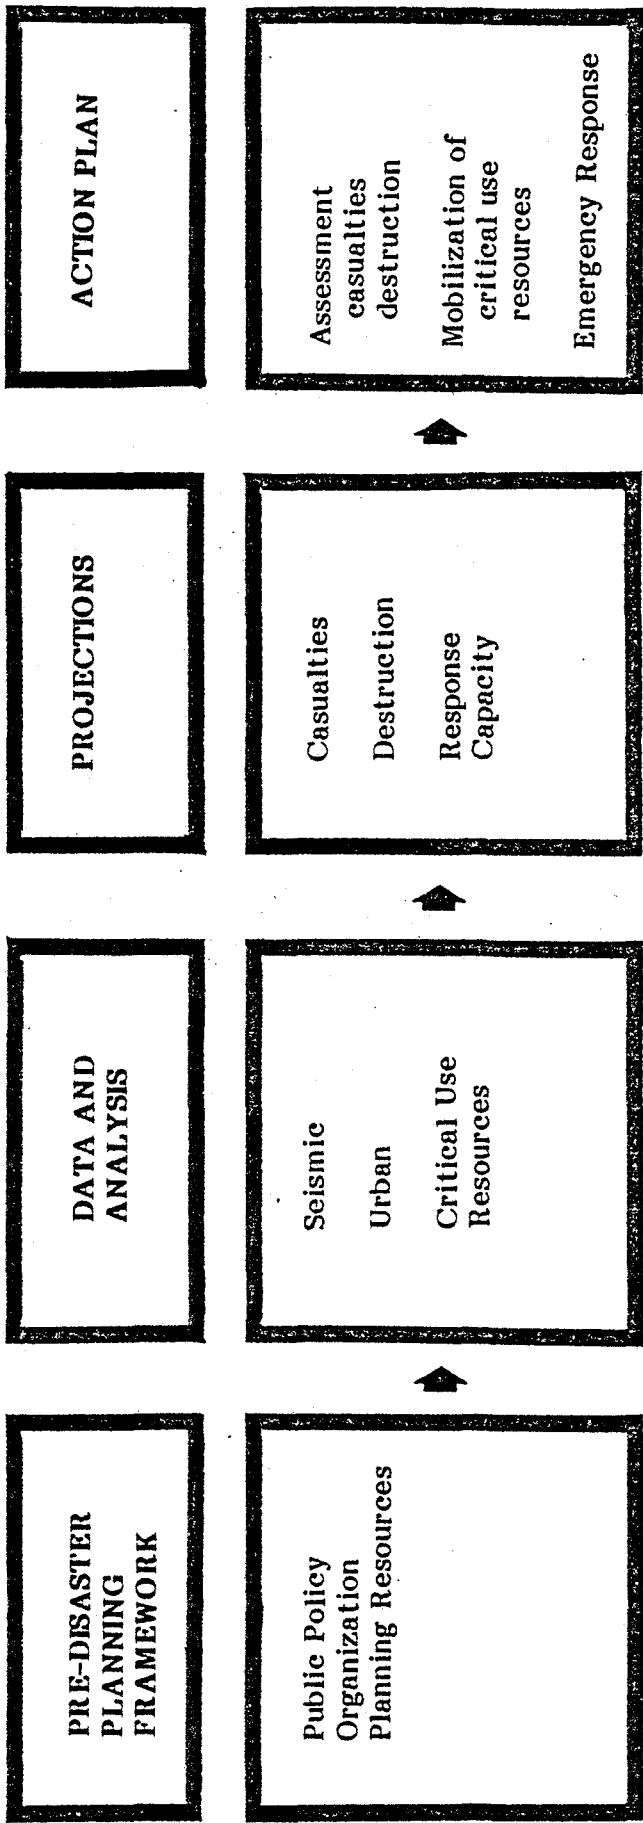 PRE-DISASTER
PLANNING
FRAMEWORK
Public Policy
Organization
Planning Resources
DATA AND
ANALYSIS
Seismic
Urban
Critical Use
Resources
PROJECTIONS
Casualties
Destruction
Response
Capacity
ACTION PLAN
Assessment
casualties
destruction
Mobilization of
critical use
resources
Emergency Response